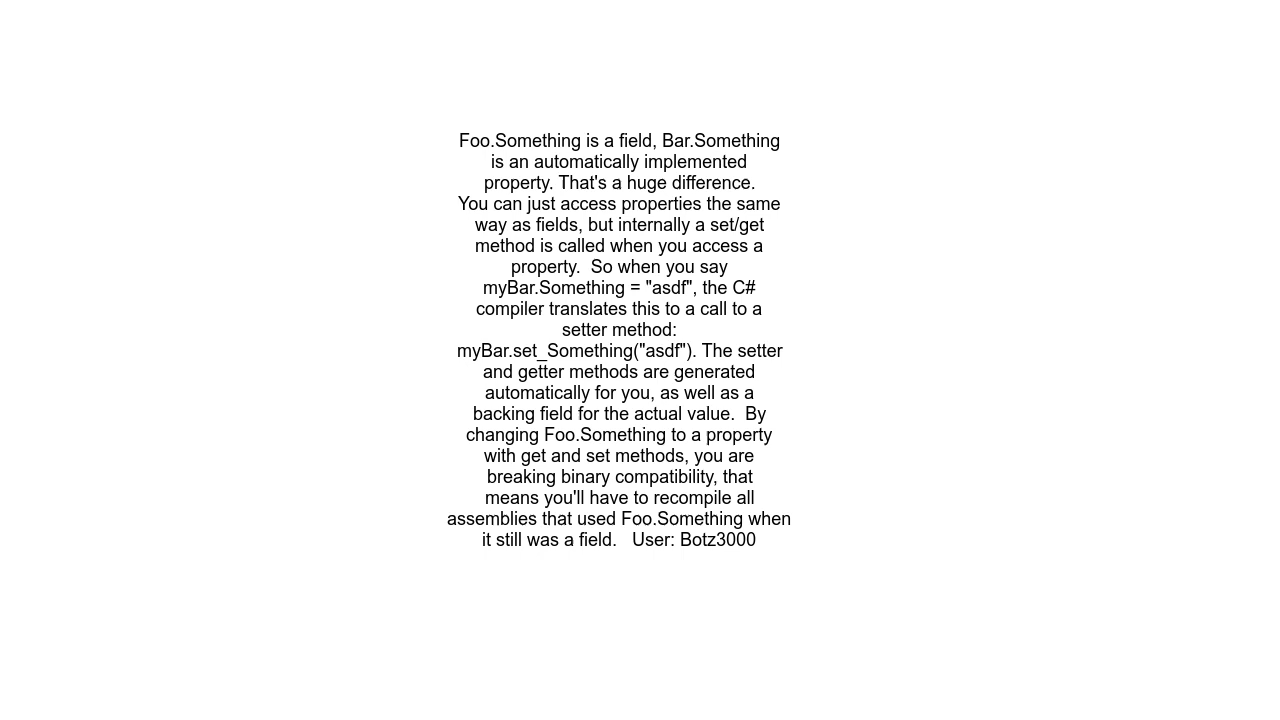 Foo.Something is a field, Bar.Something
is an automatically implemented
property. That's a huge difference.
You can just access properties the same
way as fields, but internally a set/get
method is called when you access a
property.  So when you say
myBar.Something = "asdf", the C#
compiler translates this to a call to a
setter method:
myBar.set_Something("asdf"). The setter
and getter methods are generated
automatically for you, as well as a
backing field for the actual value.  By
changing Foo.Something to a property
with get and set methods, you are
breaking binary compatibility, that
means you'll have to recompile all
assemblies that used Foo.Something when
it still was a field.   User: Botz3000